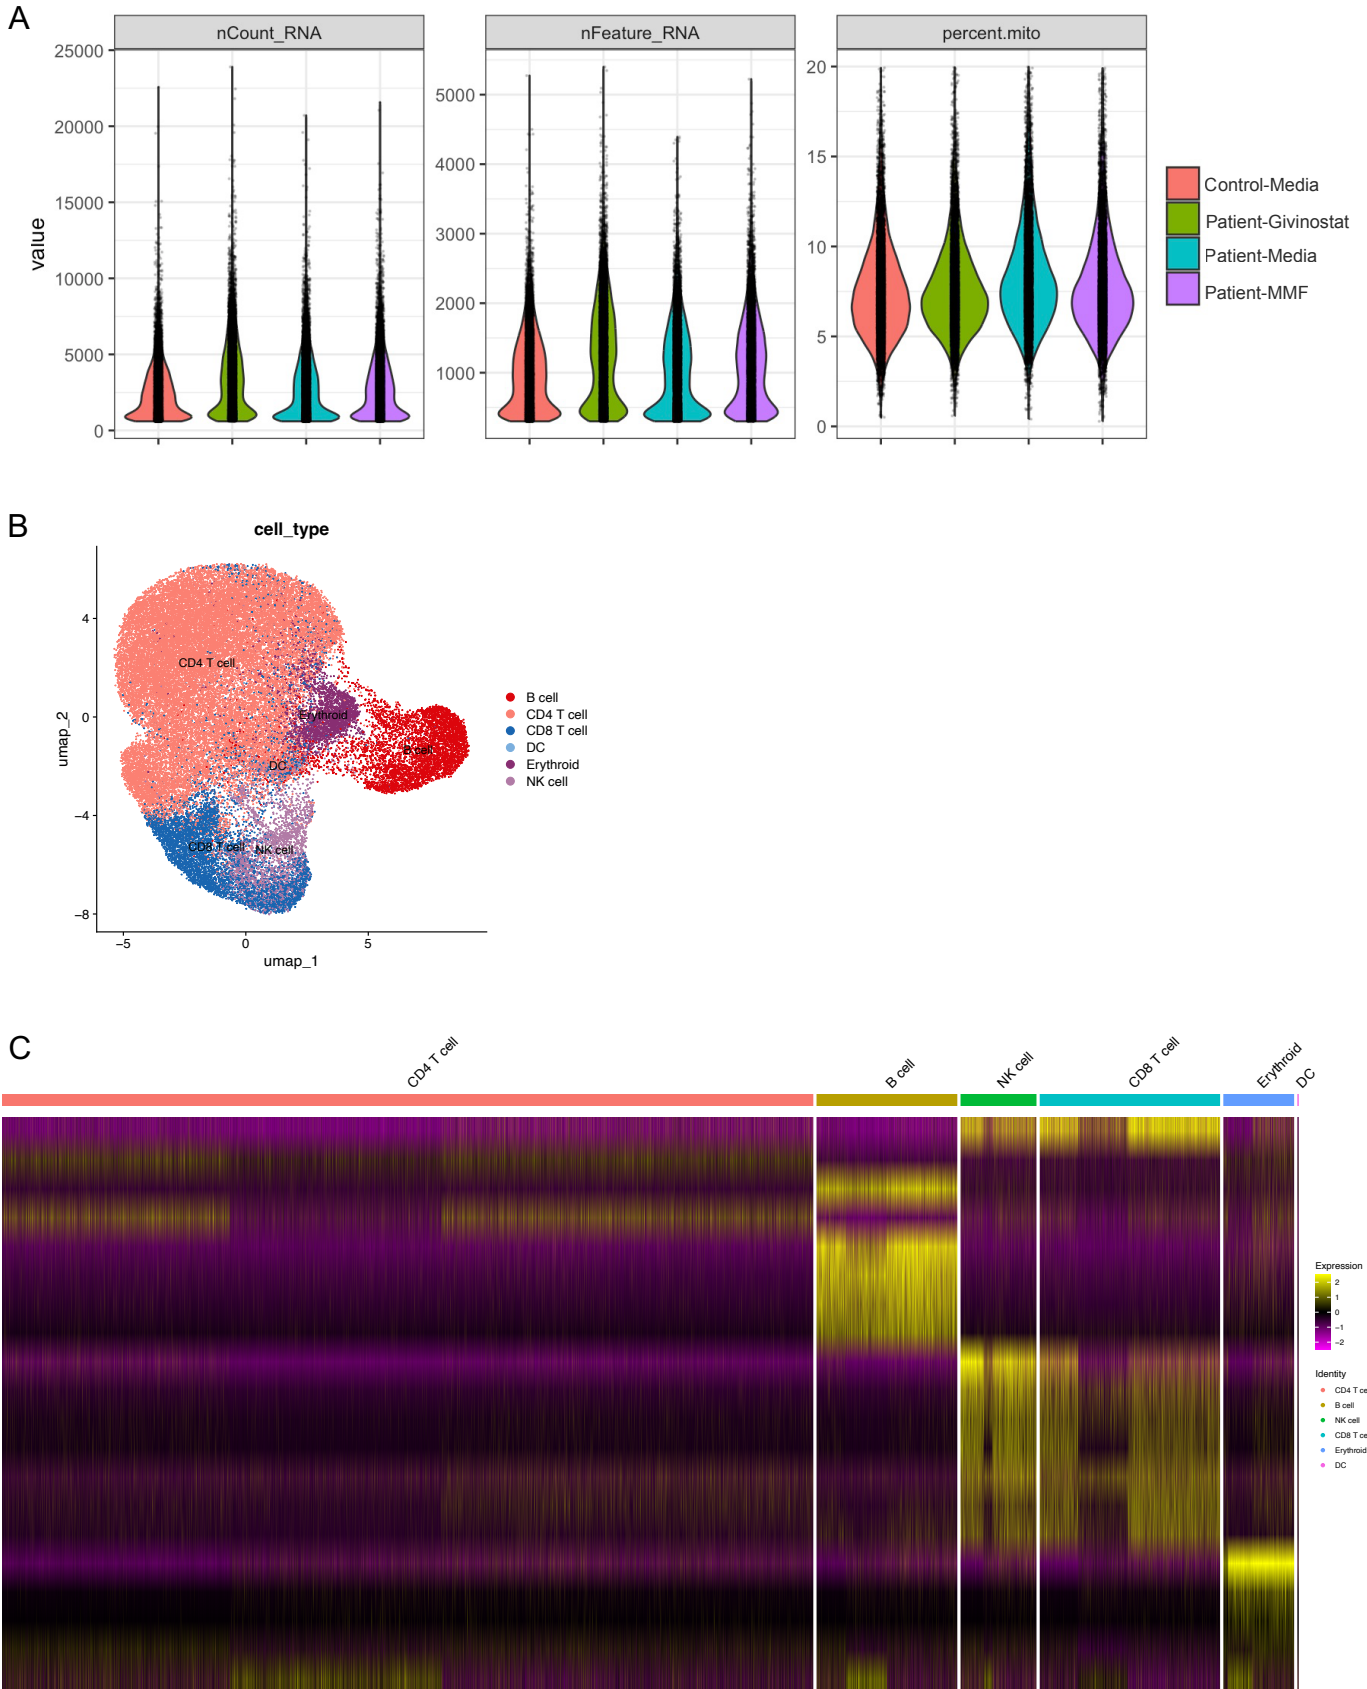 A
nCount_RNA
nFeature_RNA
percent.mito
value
25000
20000
15000
10000
5000
0
5000
4000
3000
2000
1000
20
15
10
5
0
Control-Media
Patient-Givinostat
Patient-Media
Patient-MMF
B
cell_type
umap_2
4
0
−4
−8
−5
0
5
umap_1
CD4 T cell
Erythroid
B cell
DC
CD8 T cell
NK cell
B cell
CD4 T cell
CD8 T cell
DC
Erythroid
NK cell
C
CD4 T cell
B cell
NK cell
CD8 T cell
Erythroid
DC
Expression
2
1
0
−1
−2
Identity
CD4 T ce
B cell
NK cell
CD8 T ce
Erythroid
DC